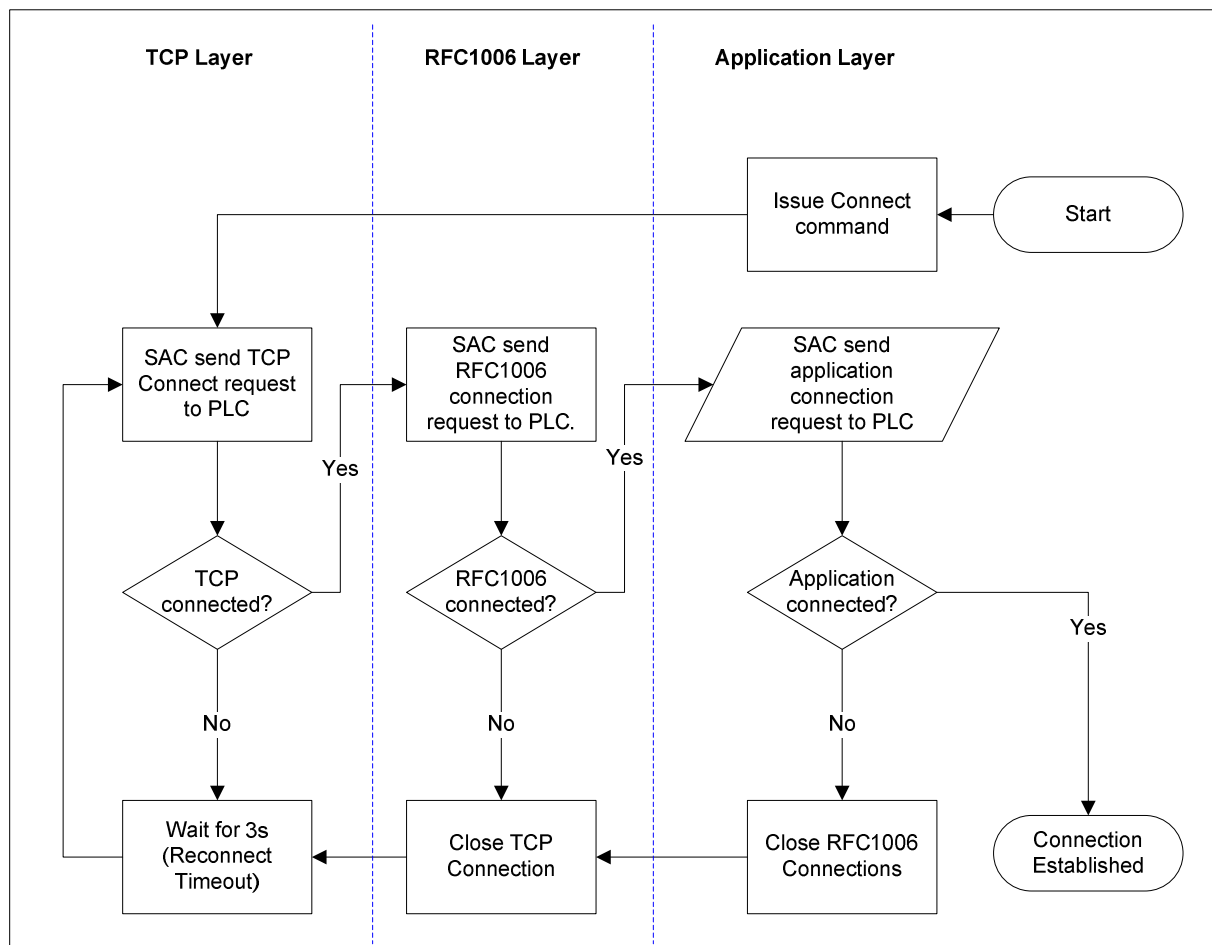 TCP Layer
RFC1006 Layer
Application Layer
Issue Connect
command
Start
SAC send TCP
Connect request
to PLC
SAC send
RFC1006
connection
request to PLC.
SAC send
application
connection
request to PLC
Yes
Yes
TCP
connected?
RFC1006
connected?
Application
connected?
Yes
No
No
No
Wait for 3s
(Reconnect
Timeout)
Close TCP
Connection
Close RFC1006
Connections
Connection
Established